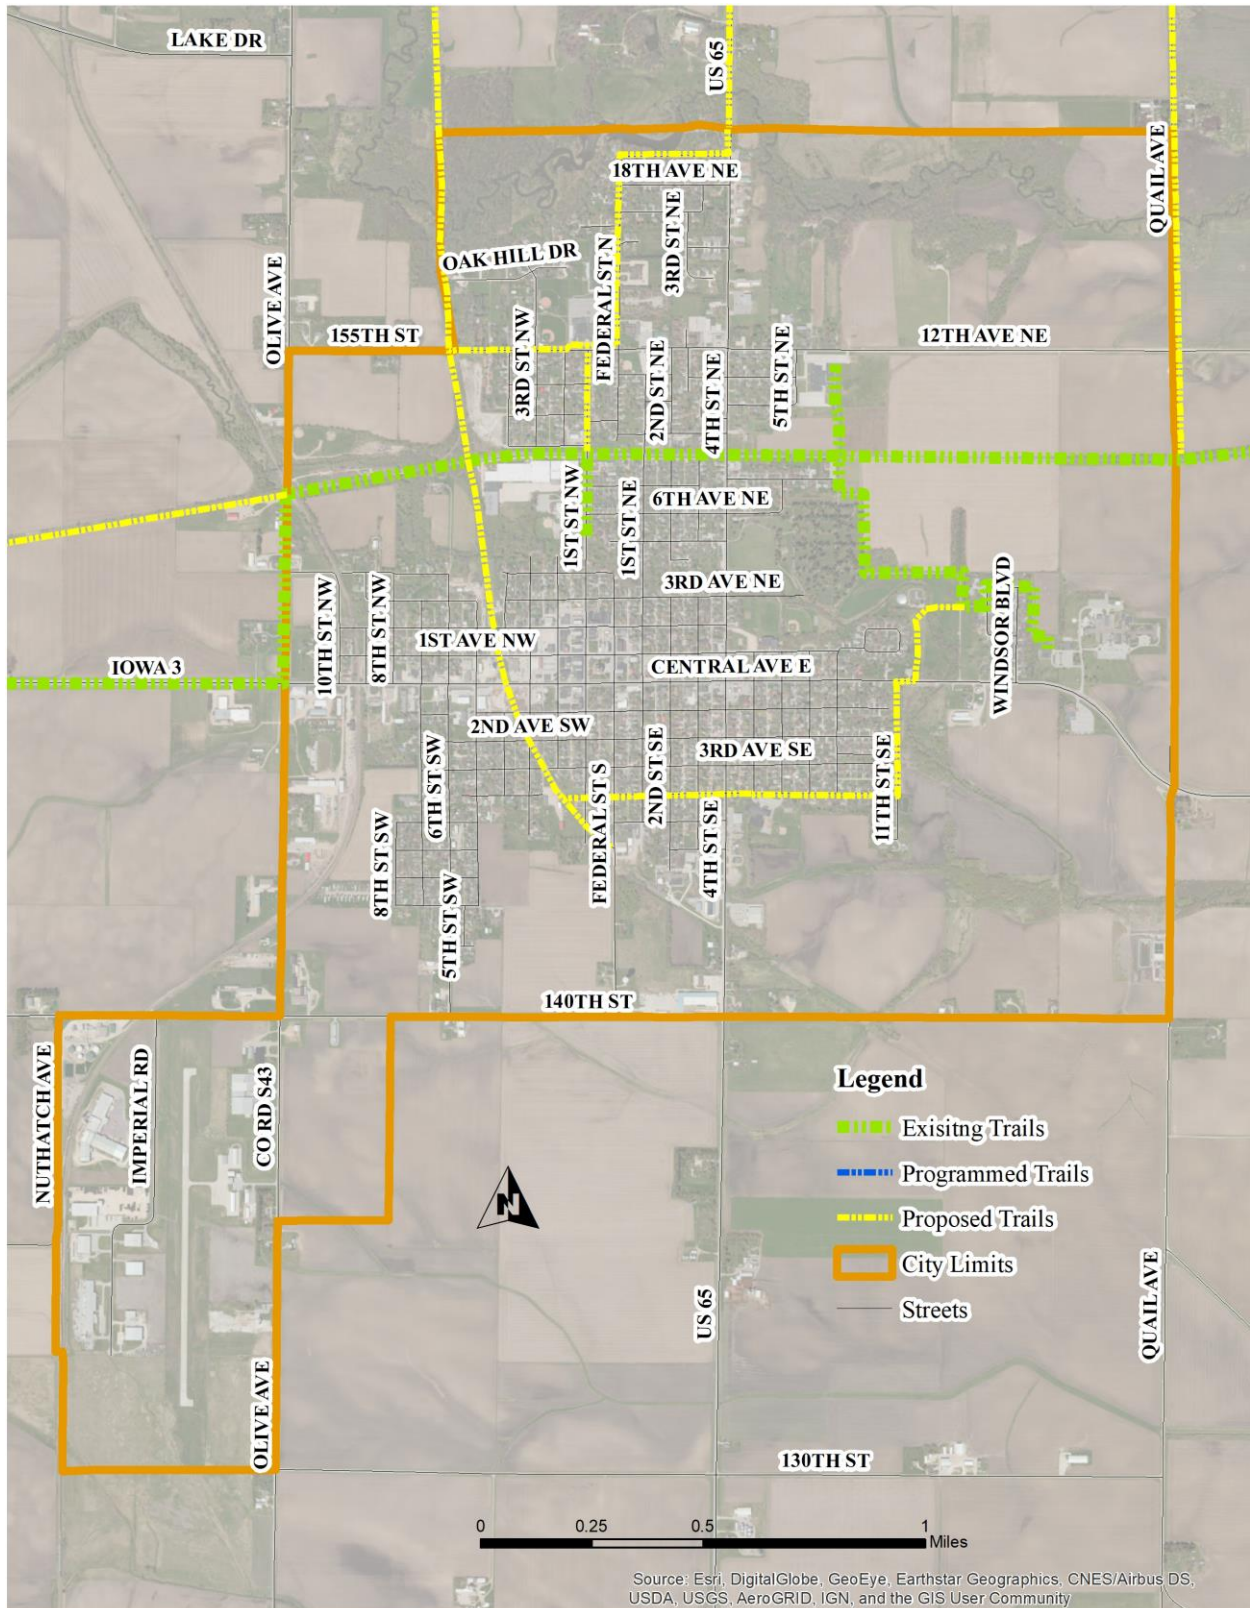 LAKE DR
US 65
18TH AVE NE
QUAIL AVE
3RD ST NE
OAK HILL DR
FEDERAL ST N
OLIVE AVE
155TH ST
12TH AVE NE
3RD ST NW
2ND ST NE
4TH ST NE
5TH ST NE
1ST ST NW
1ST ST NE
6TH AVE NE
3RD AVE NE
WINDSOR BLVD
10TH ST NW
8TH ST NW
1ST AVE NW
IOWA 3
CENTRAL AVE E
2ND AVE SW
3RD AVE SE
6TH ST SW
FEDERAL ST S
2ND ST SE
11TH ST SE
8TH ST SW
4TH ST SE
5TH ST SW
140TH ST
NUTHATCH AVE
IMPERIAL RD
CO RD S43
Legend
Exisitng Trails
Programmed Trails
Proposed Trails
City Limits
Streets
N
US 65
QUAIL AVE
OLIVE AVE
130TH ST
0 0.25 0.5 1
Miles
Source: Esri, DigitalGlobe, GeoEye, Earthstar Geographics, CNES/Airbus DS,
USDA, USGS, AeroGRID, IGN, and the GIS User Community